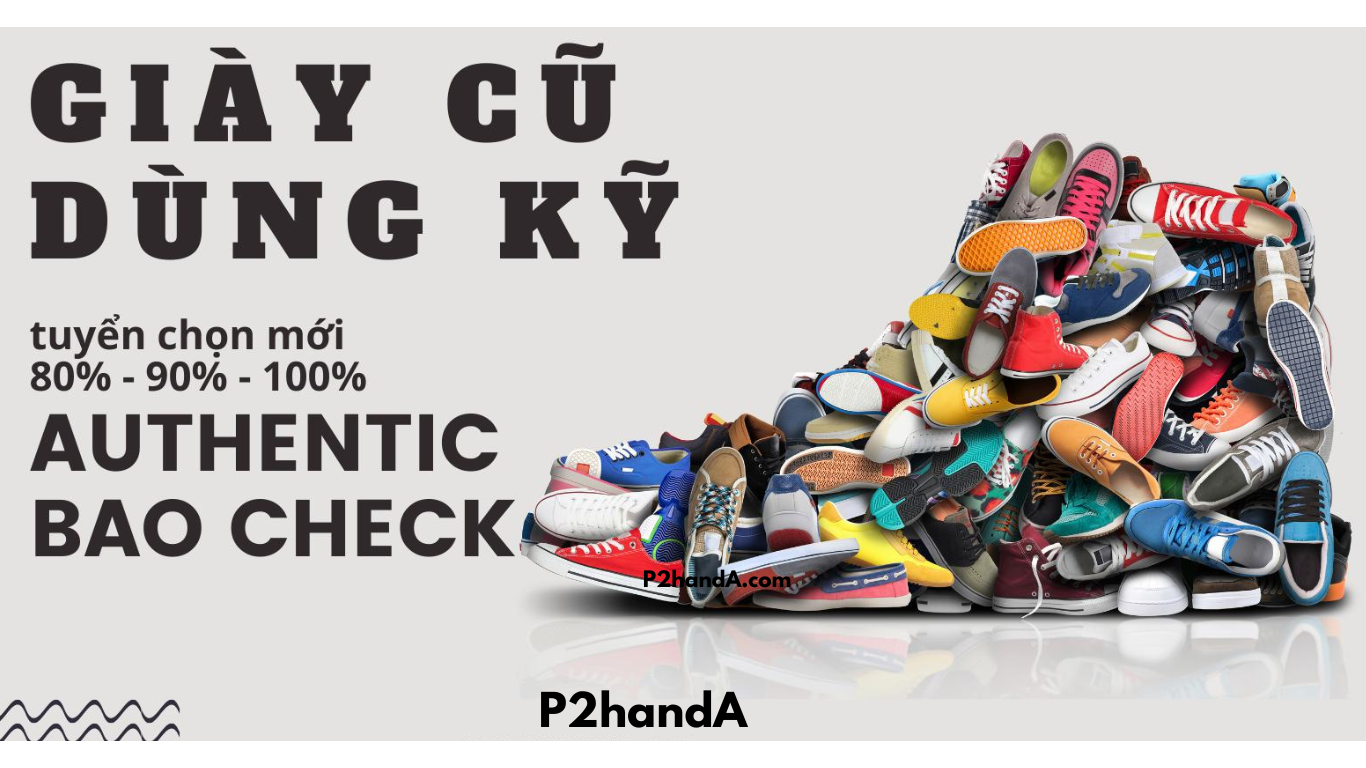 GIÀY CŨ
DÙNG KỸ
tuyển chọn mới
80% - 90% - 100%
AUTHENTIC
BAO CHECK
P2handA.com
P2handA